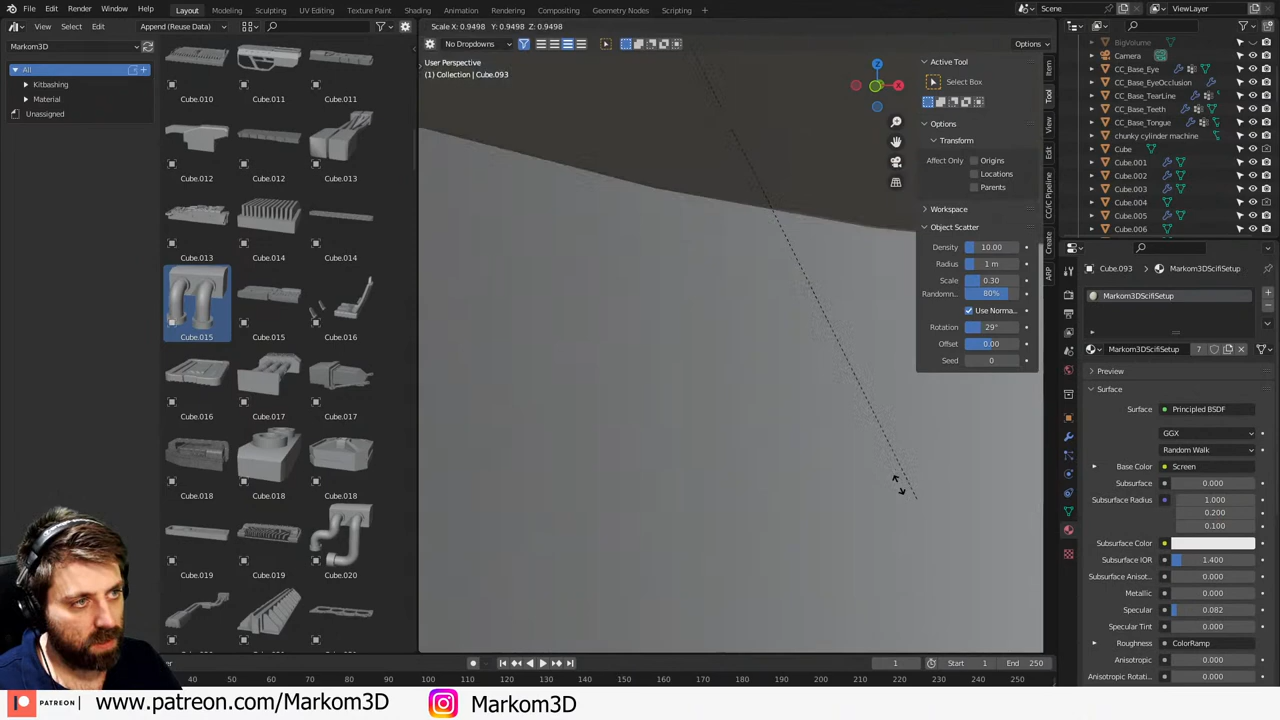 File Edit Render Window Help Layout Modeling Sculpting UV Editing Texture Paint Shading Animation Rendering Compositing Geometry Nodes Scripting Scene ViewLayer
View Select Edit Append (Reuse Data)
Scale X: 0.9498 Y: 0.9498 Z: 0.9498
No Dropdowns Options
Markom3D
All
Kitbashing
Material
Unassigned
Cube.010 Cube.011 Cube.011
Cube.012 Cube.012 Cube.013
Cube.013 Cube.014 Cube.014
Cube.015 Cube.015 Cube.016
Cube.016 Cube.017 Cube.017
Cube.018 Cube.018 Cube.018
Cube.019 Cube.019 Cube.020
User Perspective
(1) Collection | Cube.093
Z
X
Active Tool
Select Box
Options
Transform
Affect Only Origins
Locations
Parents
Workspace
Object Scatter
Density 10.00
Radius 1 m
Scale 0.30
Randomn... 80%
Use Norma...
Rotation 29°
Offset 0.00
Seed 0
Item
Tool
View
Edit
CC/iC Pipeline
Create
ARP
BigVolume
Camera
CC_Base_Eye
CC_Base_EyeOcclusion
CC_Base_TearLine
CC_Base_Teeth
CC_Base_Tongue
chunky cylinder machine
Cube
Cube.001
Cube.002
Cube.003
Cube.004
Cube.005
Cube.006
Cube.093 Markom3DScifiSetup
Markom3DScifiSetup
Markom3DScifiSetup 7
Preview
Surface
Surface Principled BSDF
GGX
Random Walk
Base Color Screen
Subsurface 0.000
Subsurface Radius 1.000
0.200
0.100
Subsurface Color
Subsurface IOR 1.400
Subsurface Anisot... 0.000
Metallic 0.000
Specular 0.082
Specular Tint 0.000
Roughness ColorRamp
Anisotropic 0.000
Anisotropic Rotati... 0.000
1 Start 1 End 250
40 50 60 70 80 90 100 110 120 130 140 150 160 170 180 190 200 210 220 230 240 250
PATREON www.patreon.com/Markom3D Markom3D